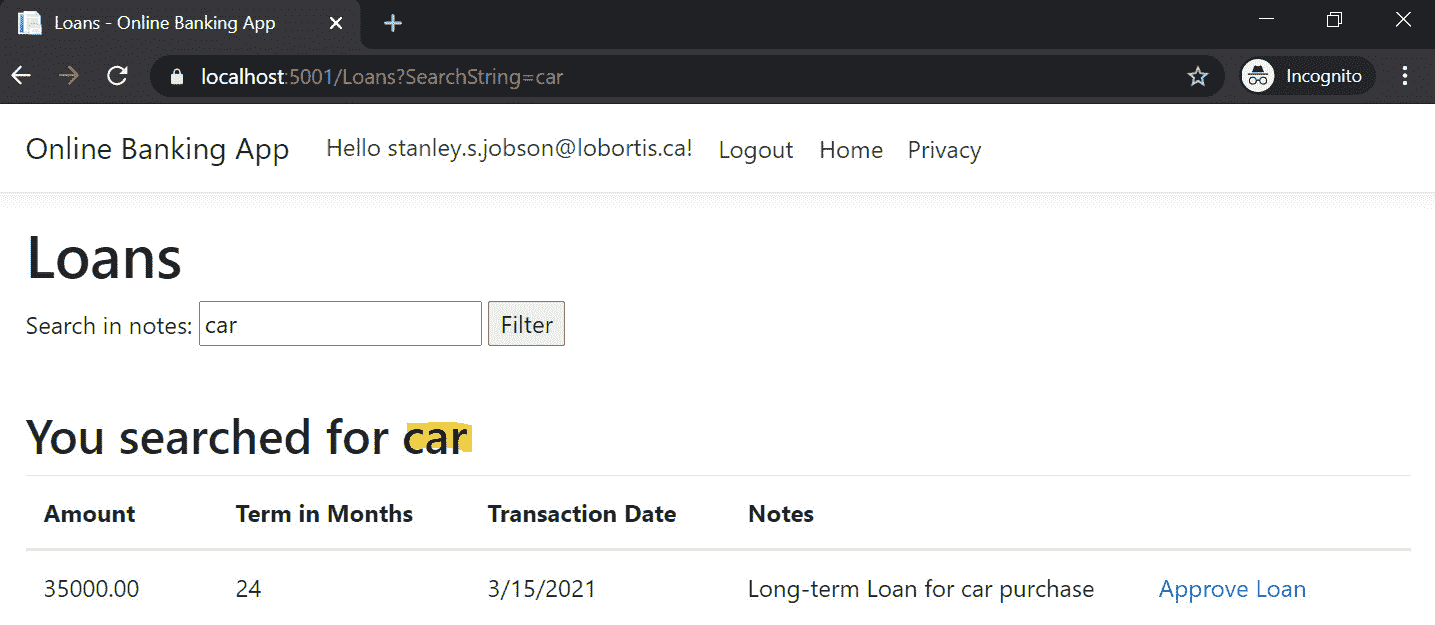 Loans - Online Banking App
localhost:5001/Loans?SearchString=car
Incognito
Online Banking App Hello stanley.s.jobson@lobortis.ca! Logout Home Privacy
Loans
Search in notes: car Filter
You searched for car
Amount Term in Months Transaction Date Notes
35000.00 24 3/15/2021 Long-term Loan for car purchase Approve Loan